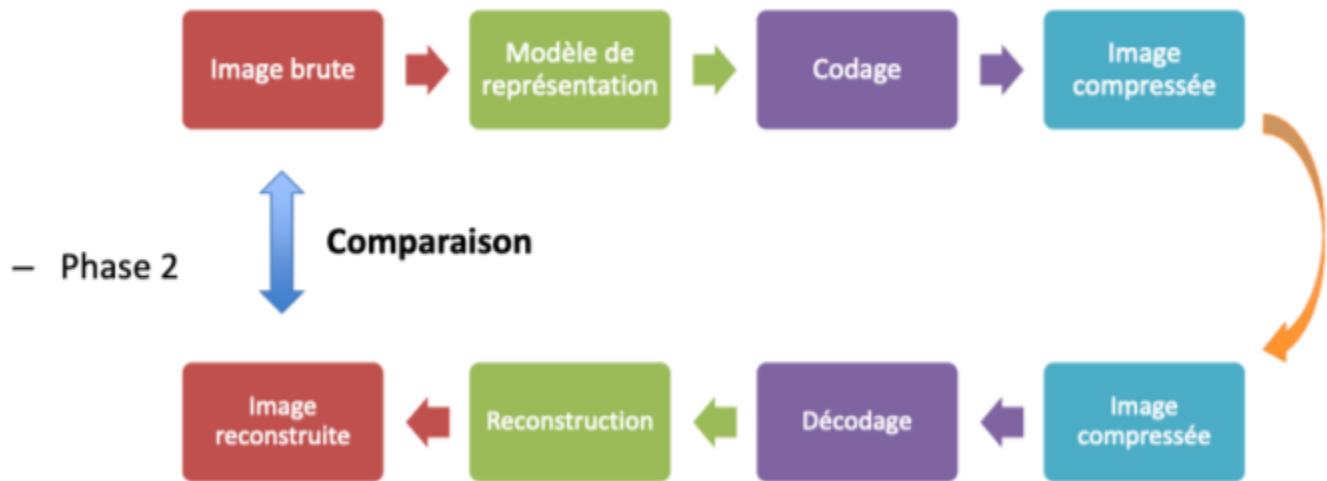 Image brute
Modèle de
représentation
Codage
Image
compressée
Comparaison
– Phase 2
Image
reconstruite
Reconstruction
Décodage
Image
compressée